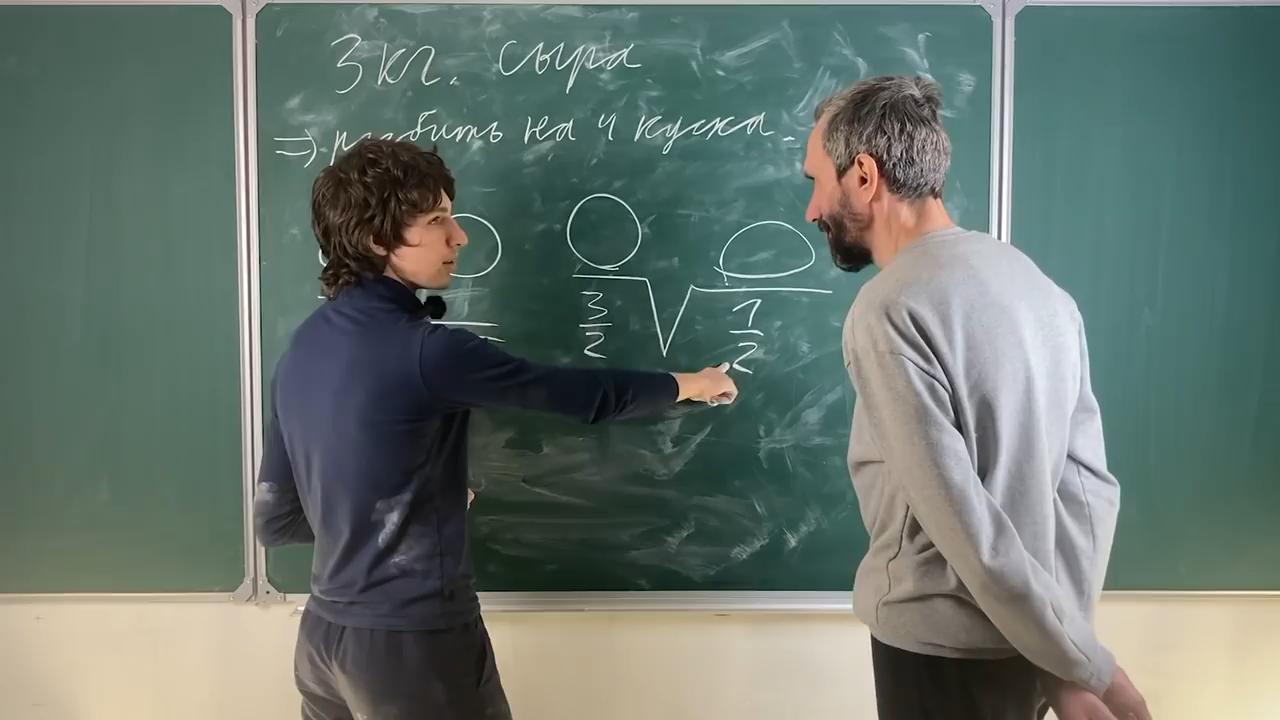 3 кг. сыра
⇒ разбить на 4 куска.
3/2 1/2